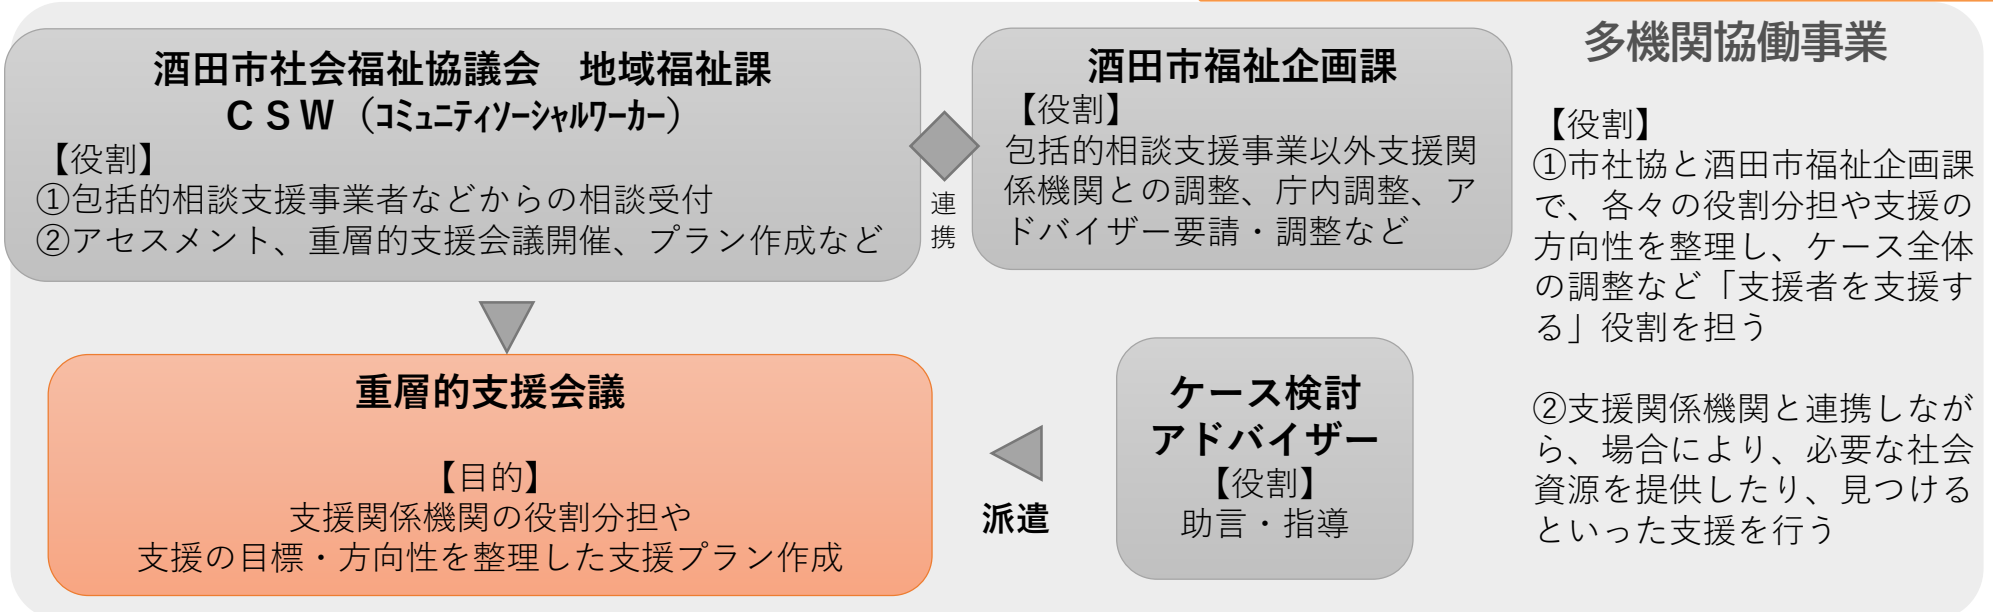 酒田市社会福祉協議会　地域福祉課
ＣＳＷ（ｺﾐｭﾆﾃｨｿｰｼｬﾙﾜｰｶｰ）
【役割】
①包括的相談支援事業者などからの相談受付
②アセスメント、重層的支援会議開催、プラン作成など
連
携
酒田市福祉企画課
【役割】
包括的相談支援事業以外支援関
係機関との調整、庁内調整、ア
ドバイザー要請・調整など
多機関協働事業
【役割】
①市社協と酒田市福祉企画課
で、各々の役割分担や支援の
方向性を整理し、ケース全体
の調整など「支援者を支援す
る」役割を担う
②支援関係機関と連携しなが
ら、場合により、必要な社会
資源を提供したり、見つける
といった支援を行う
重層的支援会議
【目的】
支援関係機関の役割分担や
支援の目標・方向性を整理した支援プラン作成
派遣
ケース検討
アドバイザー
【役割】
助言・指導